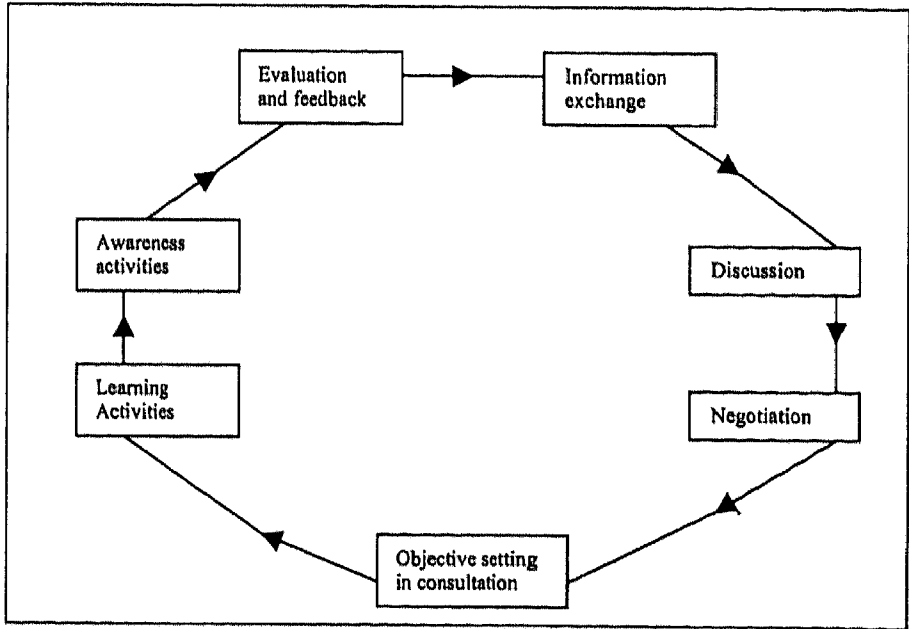 Evaluation
and feedback
Information
exchange
Awareness
activities
Discussion
Learning
Activities
Negotiation
Objective setting
in consultation